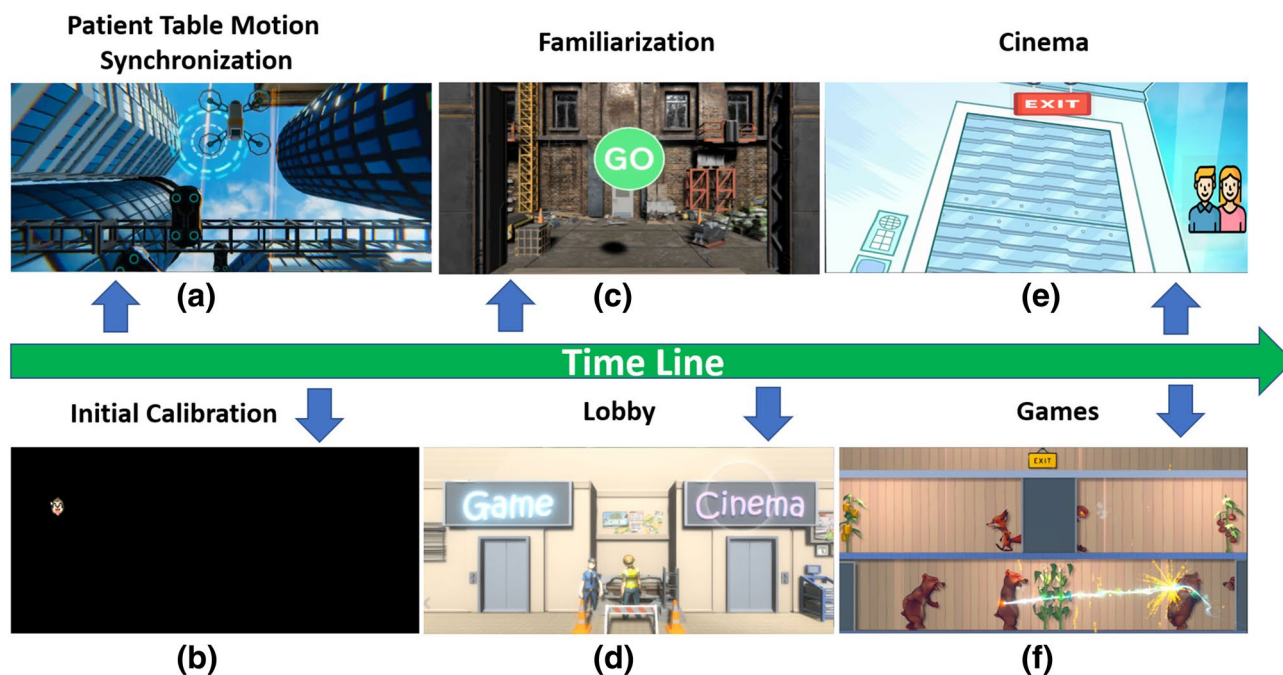 Patient Table Motion
Synchronization
Familiarization
Cinema
GO
EXIT
(a)
(c)
(e)
Time Line
Initial Calibration
Lobby
Games
Game
Cinema
EXIT
(b)
(d)
(f)